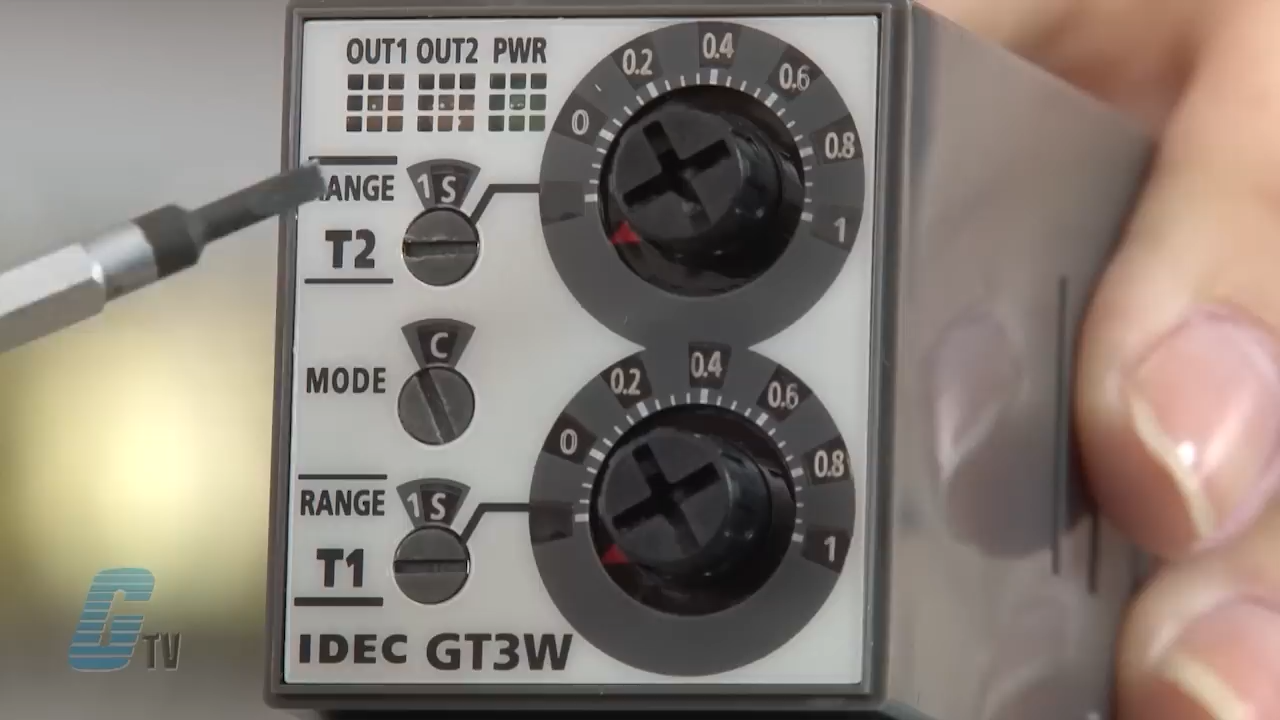 OUT1 OUT2 PWR
0 0.2 0.4 0.6 0.8 1
RANGE 1S
T2
C
MODE
0 0.2 0.4 0.6 0.8 1
RANGE 1S
T1
IDEC GT3W
C TV